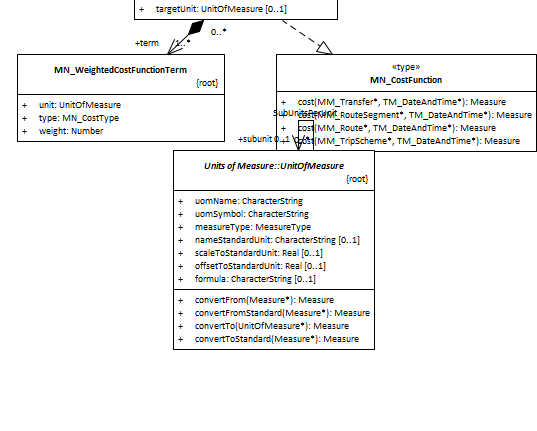 + targetUnit: UnitOfMeasure [0..1]
0..*
+term
1..*
MN_WeightedCostFunctionTerm
{root}
+ unit: UnitOfMeasure
+ type: MN_CostType
+ weight: Number
«type»
MN_CostFunction
+ cost(MM_Transfer*, TM_DateAndTime*): Measure
SubUnitsPerUnit
+ cost(MM_RouteSegment*, TM_DateAndTime*): Measure
+ cost(MM_Route*, TM_DateAndTime*): Measure
+subunit 0..1
+ cost(MM_TripScheme*, TM_DateAndTime*): Measure
Units of Measure::UnitOfMeasure
{root}
+ uomName: CharacterString
+ uomSymbol: CharacterString
+ measureType: MeasureType
+ nameStandardUnit: CharacterString [0..1]
+ scaleToStandardUnit: Real [0..1]
+ offsetToStandardUnit: Real [0..1]
+ formula: CharacterString [0..1]
+ convertFrom(Measure*): Measure
+ convertFromStandard(Measure*): Measure
+ convertTo(UnitOfMeasure*): Measure
+ convertToStandard(Measure*): Measure